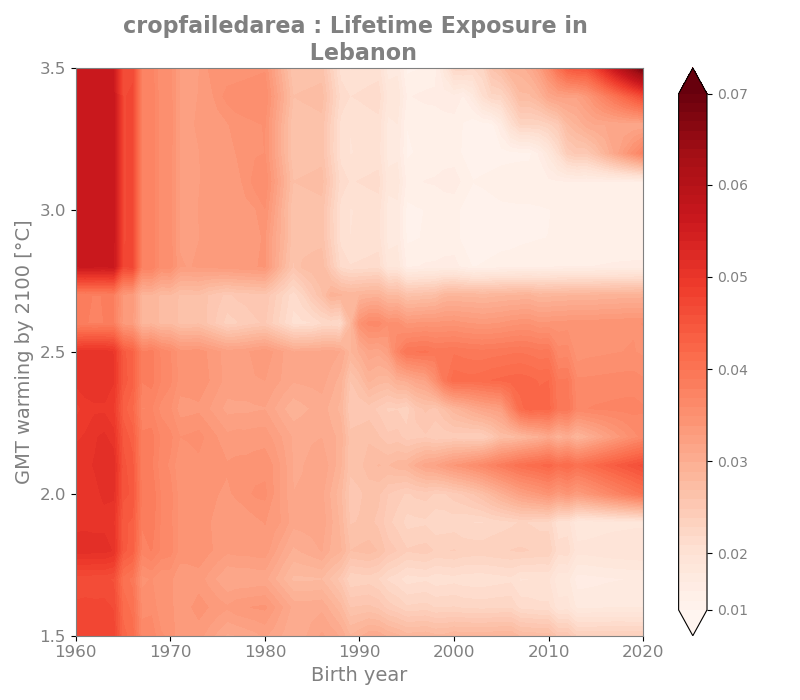 cropfailedarea : Lifetime Exposure in
Lebanon
3.5
3.0
2.5
2.0
1.5
GMT warming by 2100 [°C]
1960 1970 1980 1990 2000 2010 2020
Birth year
0.07
0.06
0.05
0.04
0.03
0.02
0.01